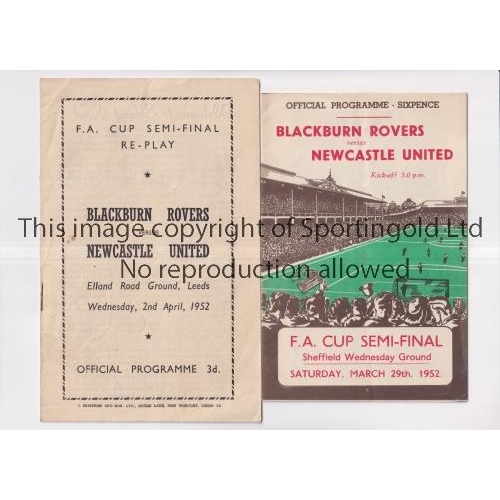 F.A. CUP SEMI-FINAL
RE-PLAY
BLACKBURN ROVERS
VERSUS
NEWCASTLE UNITED
Elland Road Ground, Leeds
Wednesday, 2nd April, 1952
OFFICIAL PROGRAMME 3d.
OFFICIAL PROGRAMME · SIXPENCE
BLACKBURN ROVERS
versus
NEWCASTLE UNITED
Kick-off 3.0 p.m.
F.A. CUP SEMI-FINAL
Sheffield Wednesday Ground
SATURDAY, MARCH 29th, 1952.
This image is copyright of Sportingold Ltd
No reproduction allowed